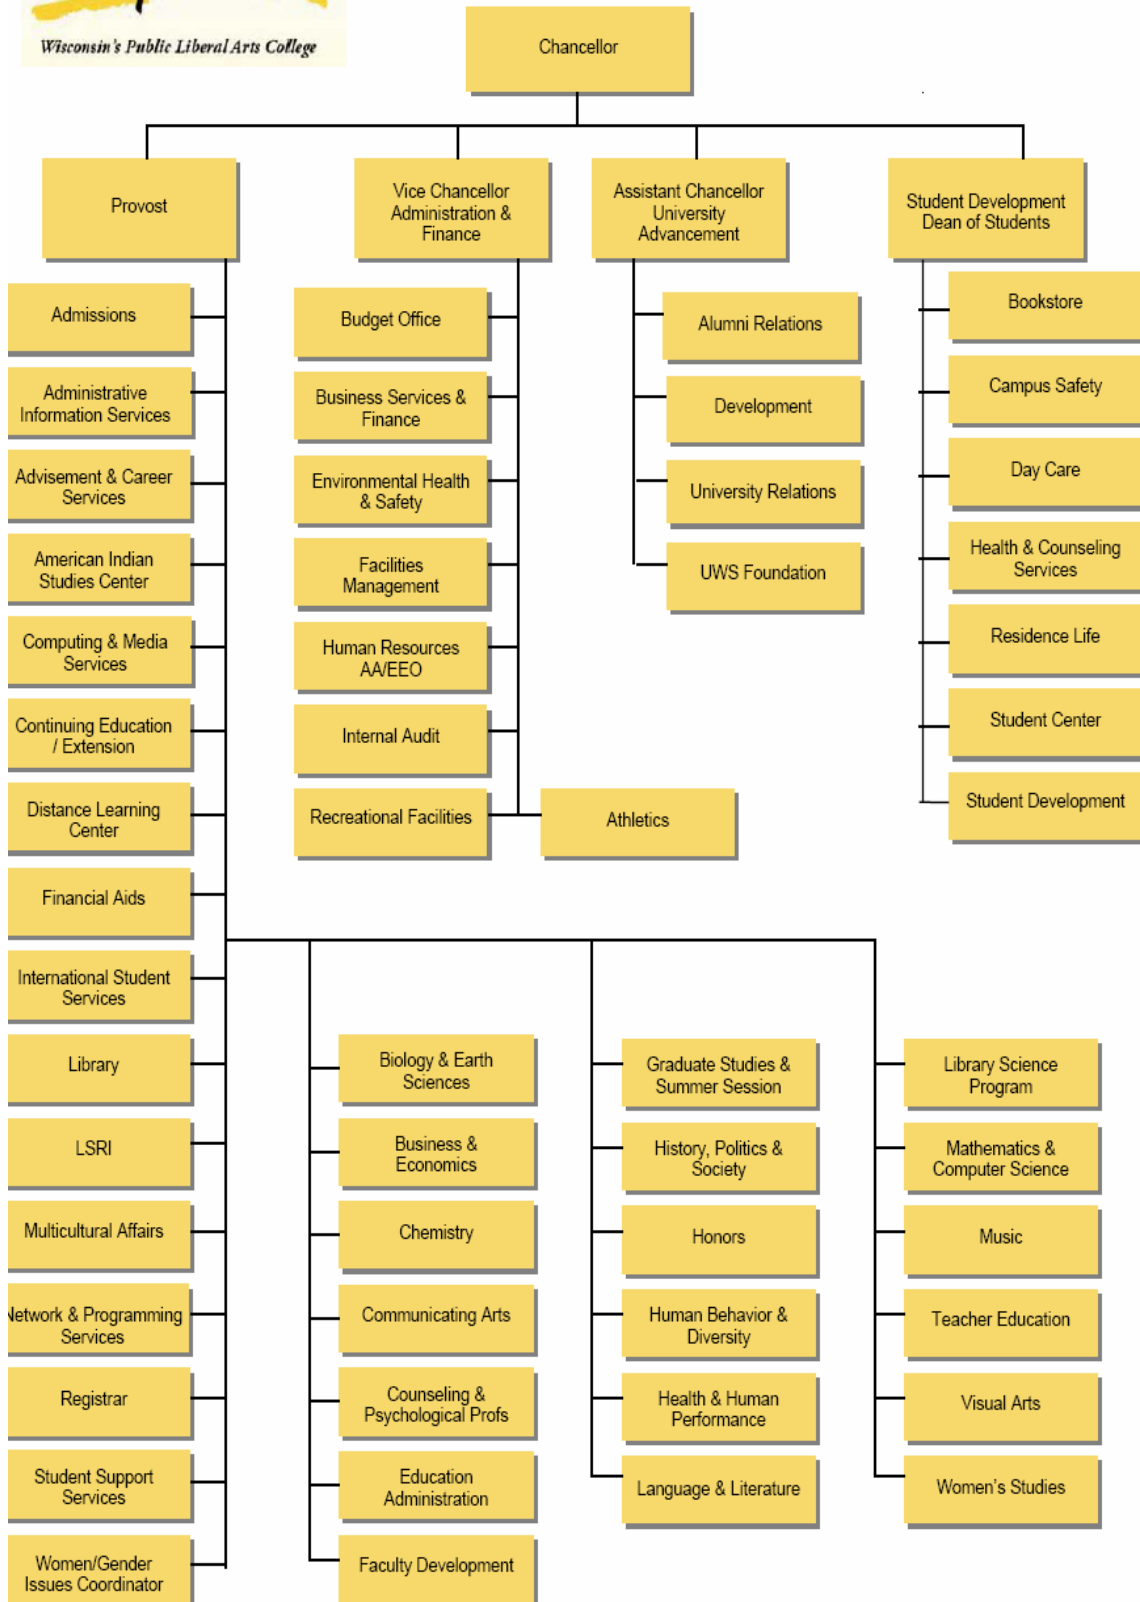 Wisconsin's Public Liberal Arts College
Chancellor
Provost
Vice Chancellor
Administration &
Finance
Assistant Chancellor
University
Advancement
Student Development
Dean of Students
Admissions
Administrative
Information Services
Advisement & Career
Services
American Indian
Studies Center
Computing & Media
Services
Continuing Education
/ Extension
Distance Learning
Center
Financial Aids
International Student
Services
Library
LSRI
Multicultural Affairs
Network & Programming
Services
Registrar
Student Support
Services
Women/Gender
Issues Coordinator
Budget Office
Business Services &
Finance
Environmental Health
& Safety
Facilities
Management
Human Resources
AA/EEO
Internal Audit
Recreational Facilities
Athletics
Alumni Relations
Development
University Relations
UWS Foundation
Bookstore
Campus Safety
Day Care
Health & Counseling
Services
Residence Life
Student Center
Student Development
Biology & Earth
Sciences
Business &
Economics
Chemistry
Communicating Arts
Counseling &
Psychological Profs
Education
Administration
Faculty Development
Graduate Studies &
Summer Session
History, Politics &
Society
Honors
Human Behavior &
Diversity
Health & Human
Performance
Language & Literature
Library Science
Program
Mathematics &
Computer Science
Music
Teacher Education
Visual Arts
Women's Studies